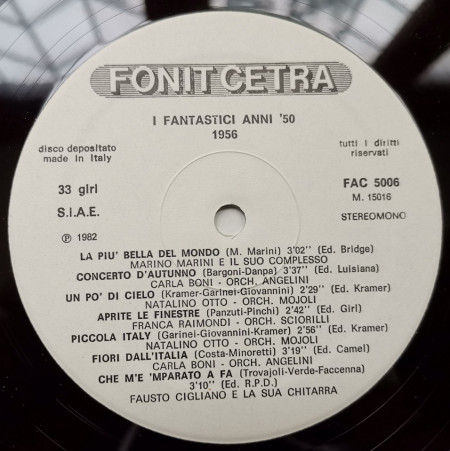 FONIT CETRA
I FANTASTICI ANNI '50
1956
disco depositato
made in Italy
tutti i diritti
riservati
33 giri
S.I.A.E.
FAC 5006
M. 15016
STEREOMONO
Ⓟ 1982
LA PIU' BELLA DEL MONDO (M. Marini) 3'02'' (Ed. Bridge)
MARINO MARINI E IL SUO COMPLESSO
CONCERTO D'AUTUNNO (Bargoni-Danpa) 3'37'' (Ed. Luisiana)
CARLA BONI - ORCH. ANGELINI
UN PO' DI CIELO (Kramer-Garinei-Giovannini) 2'29'' (Ed. Kramer)
NATALINO OTTO - ORCH. MOJOLI
APRITE LE FINESTRE (Panzuti-Pinchi) 2'42'' (Ed. Girl)
FRANCA RAIMONDI - ORCH. SCIORILLI
PICCOLA ITALY (Garinei-Giovannini-Kramer) 2'56'' (Ed. Kramer)
NATALINO OTTO - ORCH. MOJOLI
FIORI DALL'ITALIA (Costa-Minoretti) 3'19'' (Ed. Camel)
CARLA BONI - ORCH. ANGELINI
CHE M'E 'MPARATO A FA (Trovajoli-Verde-Faccenna)
3'10'' (Ed. R.P.D.)
FAUSTO CIGLIANO E LA SUA CHITARRA